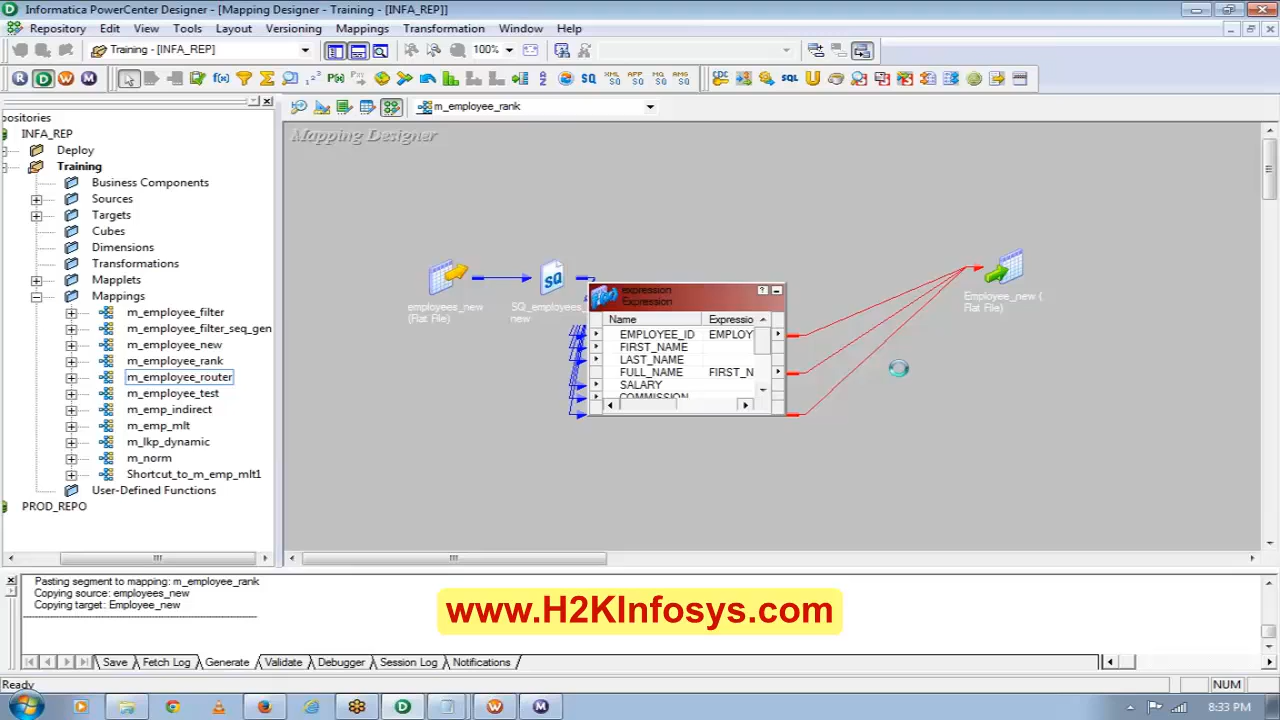 Informatica PowerCenter Designer - [Mapping Designer - Training - [INFA_REP]]
Repository Edit View Tools Layout Versioning Mappings Transformation Window Help
Training - [INFA_REP] 100%
m_employee_rank
Mapping Designer
INFA_REP
Deploy
Training
Business Components
Sources
Targets
Cubes
Dimensions
Transformations
Mapplets
Mappings
m_employee_filter
m_employee_filter_seq_gen
m_employee_new
m_employee_rank
m_employee_router
m_employee_test
m_emp_indirect
m_emp_mlt
m_lkp_dynamic
m_norm
Shortcut_to_m_emp_mlt1
User-Defined Functions
PROD_REPO
employees_new
(Flat File)
SQ
SQ_employees_
new
expression
Expression
Name Expressio
EMPLOYEE_ID EMPLOY
FIRST_NAME
LAST_NAME
FULL_NAME FIRST_N
SALARY
COMMISSION
Employee_new (
Flat File)
Pasting segment to mapping: m_employee_rank
Copying source: employees_new
Copying target: Employee_new
www.H2KInfosys.com
Save Fetch Log Generate Validate Debugger Session Log Notifications
Ready NUM
8:33 PM